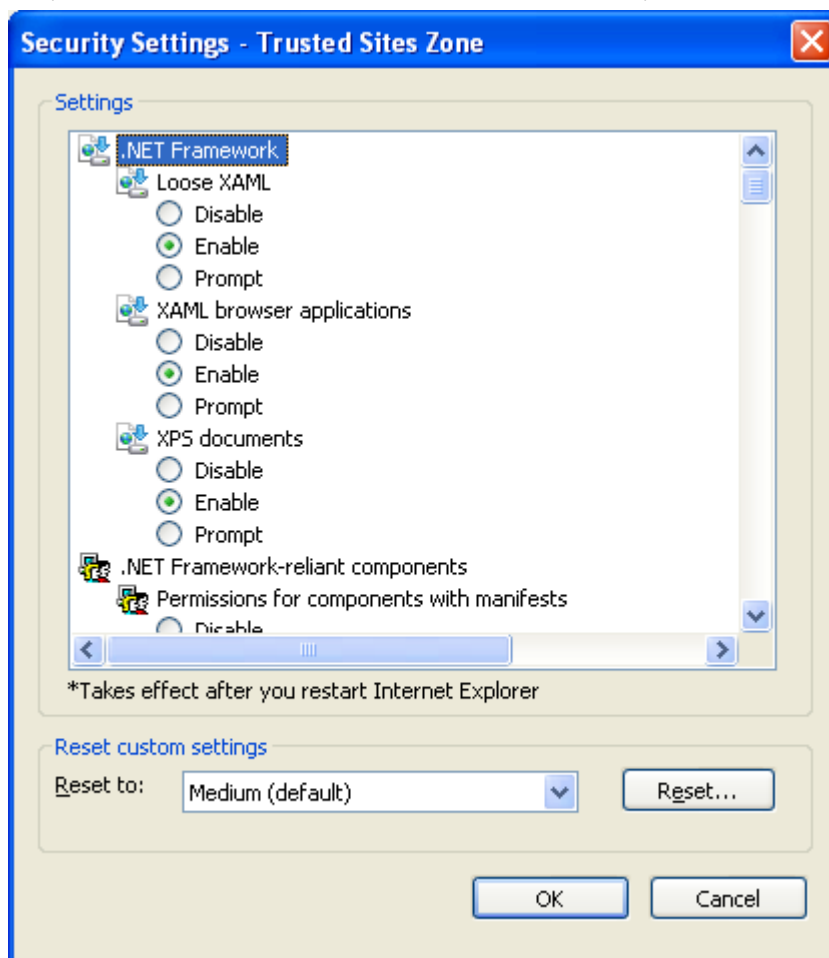 Security Settings - Trusted Sites Zone
Settings
.NET Framework
Loose XAML
Disable
Enable
Prompt
XAML browser applications
Disable
Enable
Prompt
XPS documents
Disable
Enable
Prompt
.NET Framework-reliant components
Permissions for components with manifests
Disable
*Takes effect after you restart Internet Explorer
Reset custom settings
Reset to: Medium (default) Reset...
OK Cancel